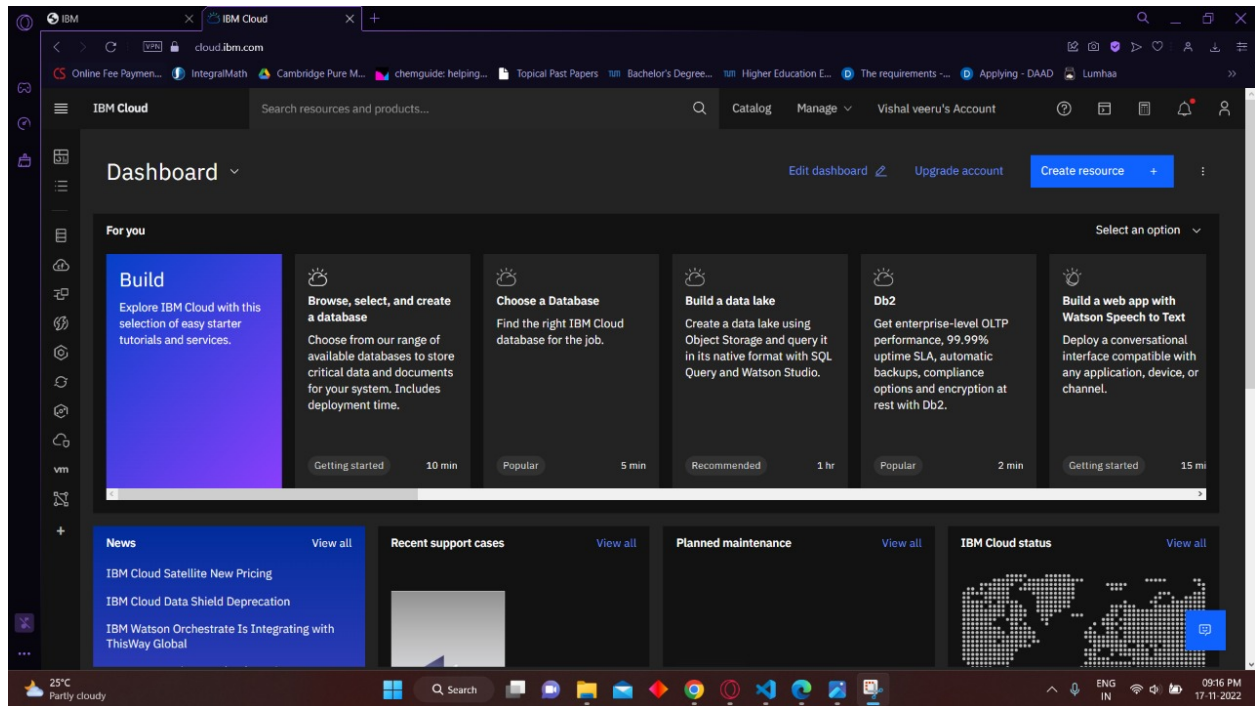 IBM
IBM Cloud
VPN
cloud.ibm.com
Online Fee Paymen...
IntegralMath
Cambridge Pure M...
chemguide: helping...
Topical Past Papers
TUM Bachelor's Degree...
TUM Higher Education E...
The requirements -...
Applying - DAAD
Lumhaa
IBM Cloud
Search resources and products...
Catalog
Manage
Vishal veeru's Account
Dashboard
Edit dashboard
Upgrade account
Create resource +
For you
Select an option
Build
Explore IBM Cloud with this
selection of easy starter
tutorials and services.
Browse, select, and create
a database
Choose from our range of
available databases to store
critical data and documents
for your system. Includes
deployment time.
Getting started
10 min
Choose a Database
Find the right IBM Cloud
database for the job.
Popular
5 min
Build a data lake
Create a data lake using
Object Storage and query it
in its native format with SQL
Query and Watson Studio.
Recommended
1 hr
Db2
Get enterprise-level OLTP
performance, 99.99%
uptime SLA, automatic
backups, compliance
options and encryption at
rest with Db2.
Popular
2 min
Build a web app with
Watson Speech to Text
Deploy a conversational
interface compatible with
any application, device, or
channel.
Getting started
15 mi
vm
News
View all
IBM Cloud Satellite New Pricing
IBM Cloud Data Shield Deprecation
IBM Watson Orchestrate Is Integrating with
ThisWay Global
Recent support cases
View all
Planned maintenance
View all
IBM Cloud status
View all
25°C
Partly cloudy
Search
ENG
IN
09:16 PM
17-11-2022